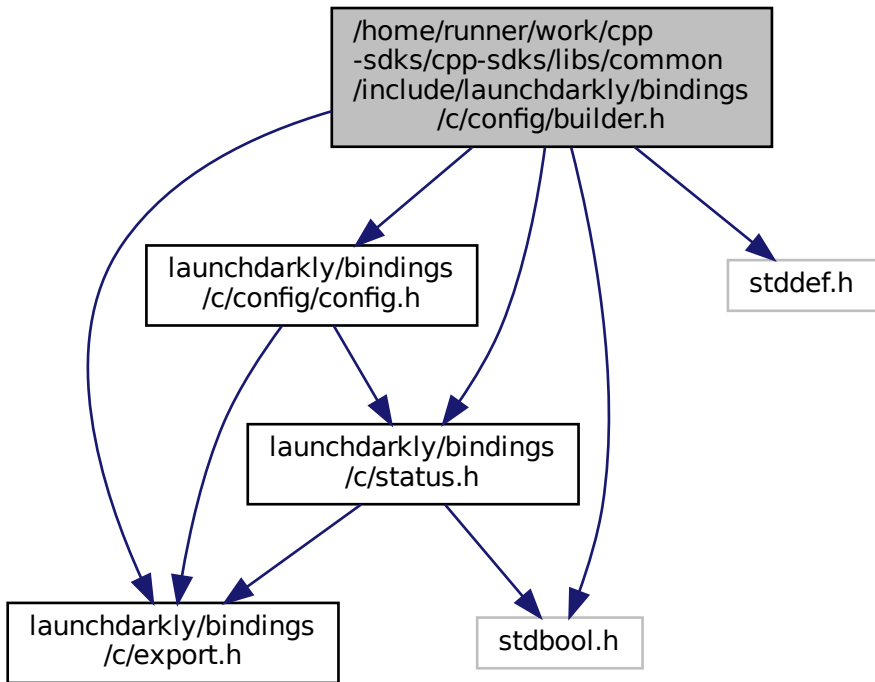 /home/runner/work/cpp
-sdks/cpp-sdks/libs/common
/include/launchdarkly/bindings
/c/config/builder.h
launchdarkly/bindings
/c/config/config.h
stddef.h
launchdarkly/bindings
/c/status.h
launchdarkly/bindings
/c/export.h
stdbool.h